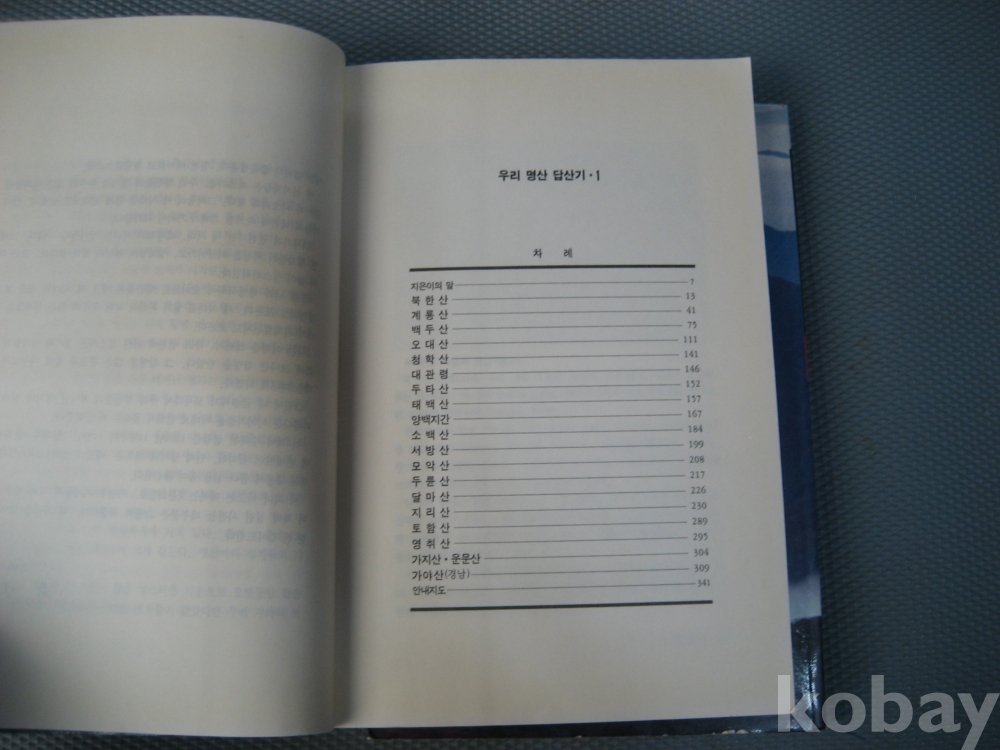 우리 명산 답산기 · 1
차 례
지은이의 말 7
북한산 13
계룡산 41
백두산 75
오대산 111
청학산 141
대관령 146
두타산 152
태백산 157
양백지간 167
소백산 184
서방산 199
모악산 208
두륜산 217
달마산 226
지리산 230
토함산 289
영취산 295
가지산 · 운문산 304
가야산(경남) 309
안내지도 341
kobay